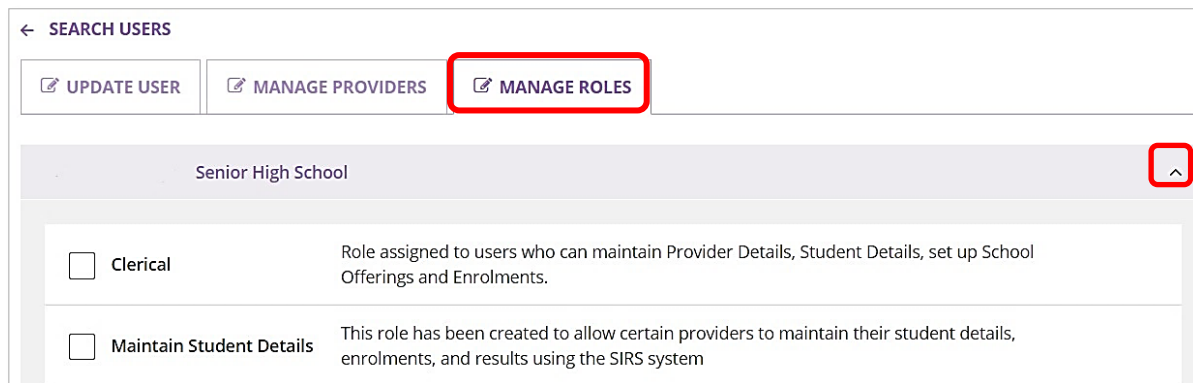 ← SEARCH USERS
UPDATE USER
MANAGE PROVIDERS
MANAGE ROLES
Senior High School
Clerical
Role assigned to users who can maintain Provider Details, Student Details, set up School
Offerings and Enrolments.
Maintain Student Details
This role has been created to allow certain providers to maintain their student details,
enrolments, and results using the SIRS system